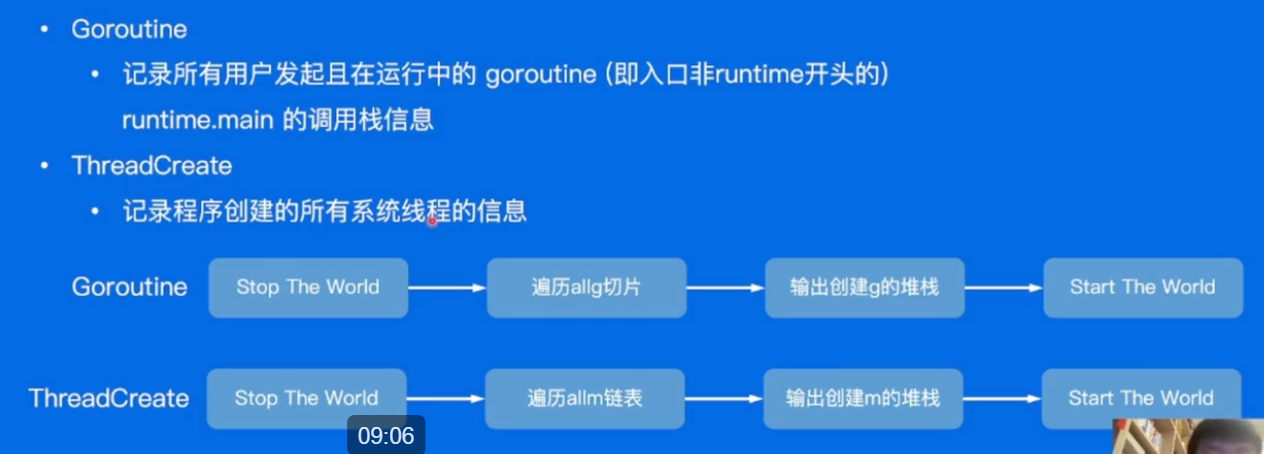 • Goroutine
• 记录所有用户发起且在运行中的 goroutine (即入口非runtime开头的)
runtime.main 的调用栈信息
• ThreadCreate
• 记录程序创建的所有系统线程的信息
Goroutine Stop The World 遍历allg切片 输出创建g的堆栈 Start The World
ThreadCreate Stop The World 遍历allm链表 输出创建m的堆栈 Start The World
09:06